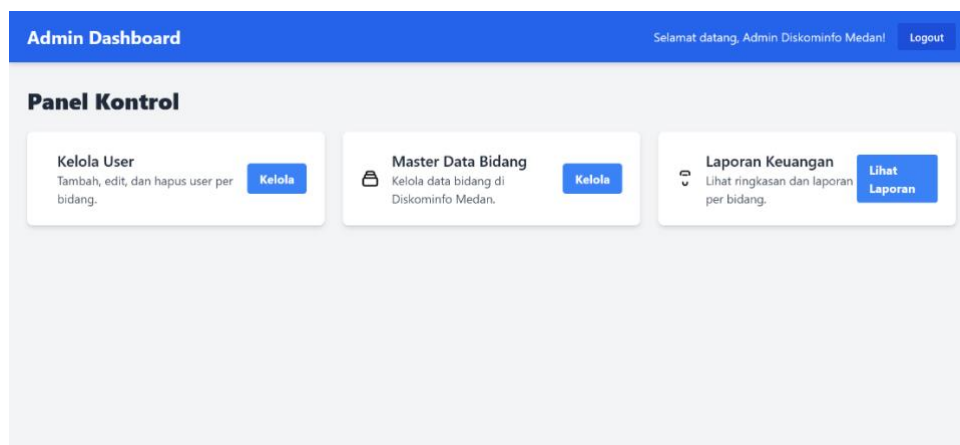 Admin Dashboard
Selamat datang, Admin Diskominfo Medan!
Logout
Panel Kontrol
Kelola User
Tambah, edit, dan hapus user per
bidang.
Kelola
Master Data Bidang
Kelola data bidang di
Diskominfo Medan.
Kelola
Laporan Keuangan
Lihat ringkasan dan laporan
per bidang.
Lihat
Laporan